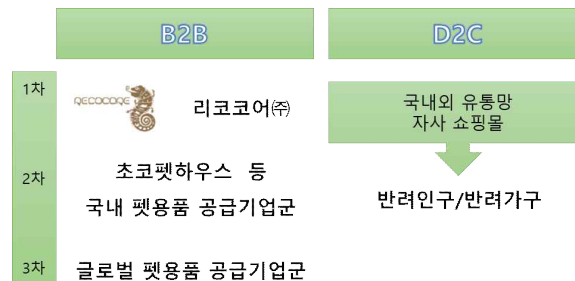 B2B
D2C
1차
RECOCORE
리코코어㈜
국내외 유통망
자사 쇼핑몰
2차
초코펫하우스 등
국내 펫용품 공급기업군
반려인구/반려가구
3차
글로벌 펫용품 공급기업군